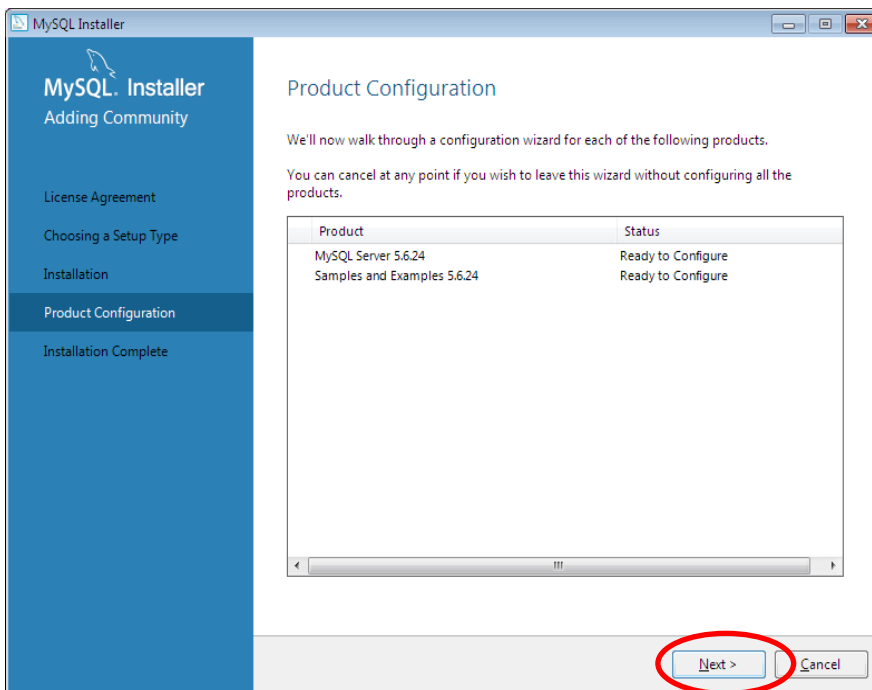 MySQL Installer
MySQL. Installer
Adding Community
License Agreement
Choosing a Setup Type
Installation
Product Configuration
Installation Complete
Product Configuration
We'll now walk through a configuration wizard for each of the following products.
You can cancel at any point if you wish to leave this wizard without configuring all the
products.
Product Status
MySQL Server 5.6.24 Ready to Configure
Samples and Examples 5.6.24 Ready to Configure
Next > Cancel